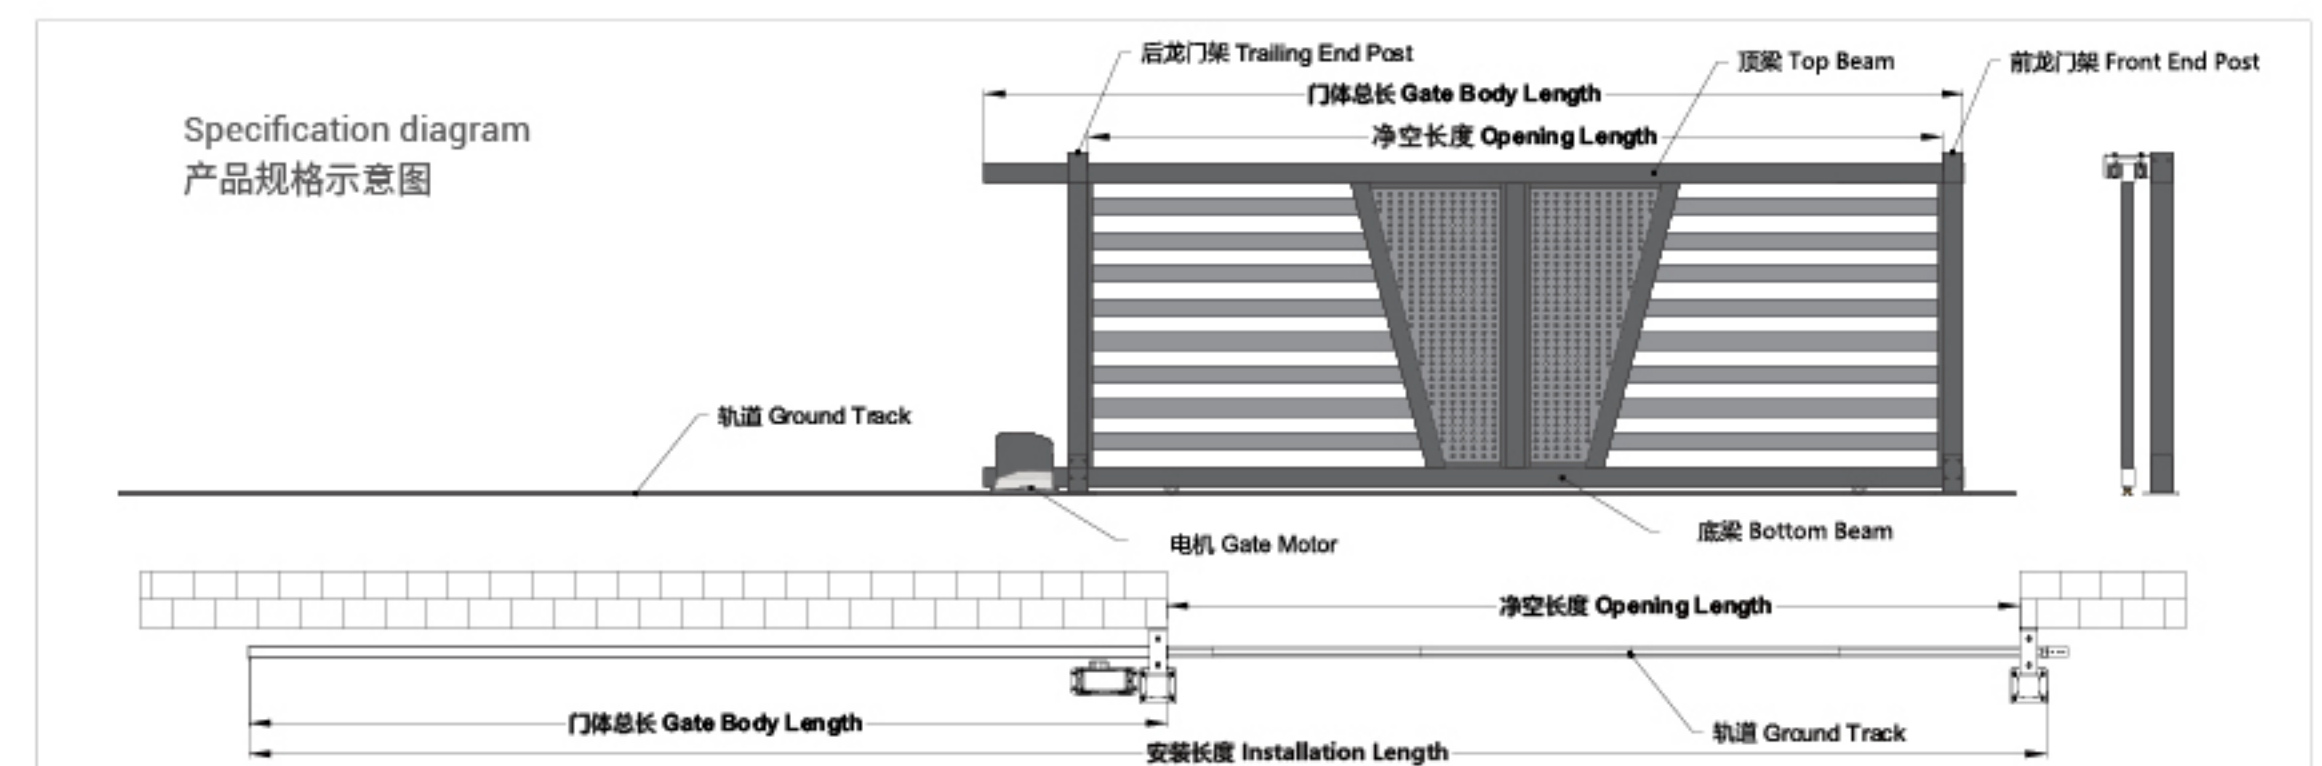 后龙门架 Trailing End Post
顶梁 Top Beam
前龙门架 Front End Post
门体总长 Gate Body Length
Specification diagram
产品规格示意图
净空长度 Opening Length
轨道 Ground Track
底梁 Bottom Beam
电机 Gate Motor
净空长度 Opening Length
门体总长 Gate Body Length
轨道 Ground Track
安装长度 Installation Length